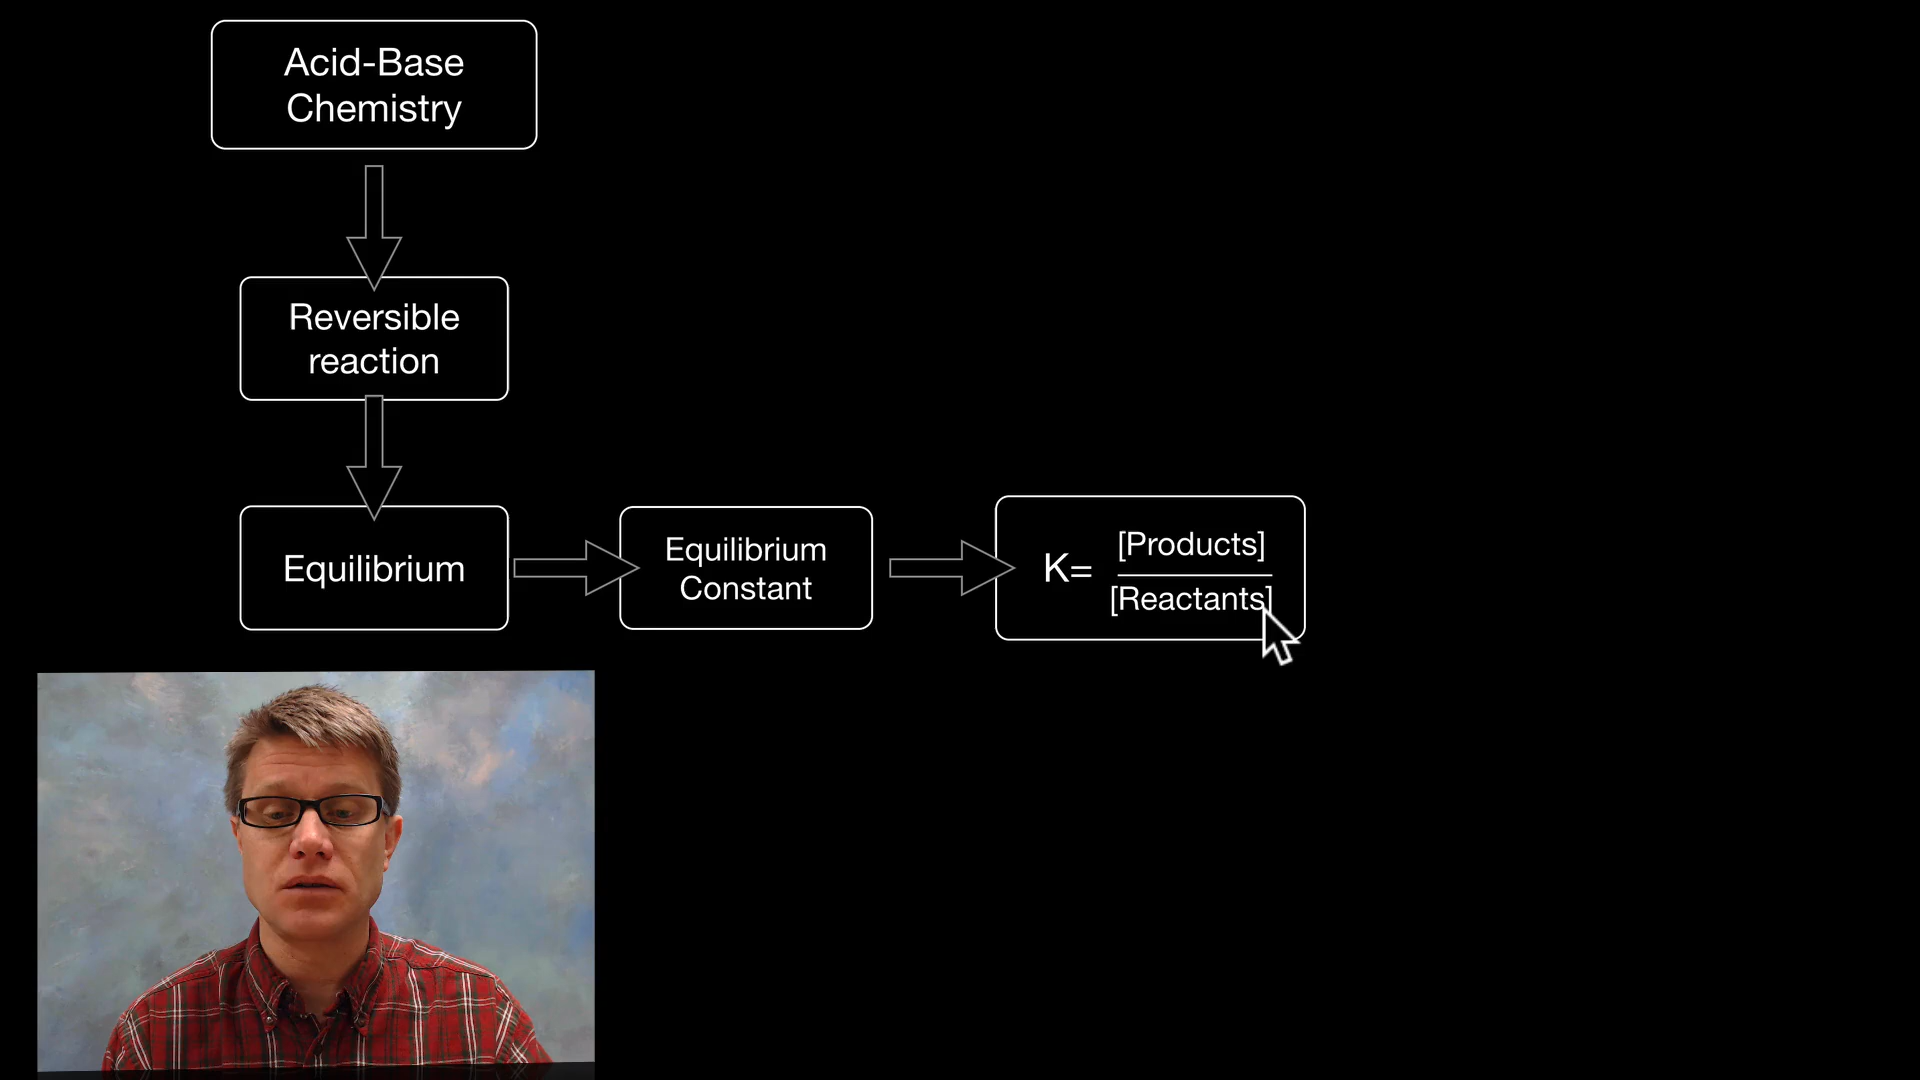 Acid-Base
Chemistry
Reversible
reaction
Equilibrium
Equilibrium
Constant
K=
[Products]
[Reactants]